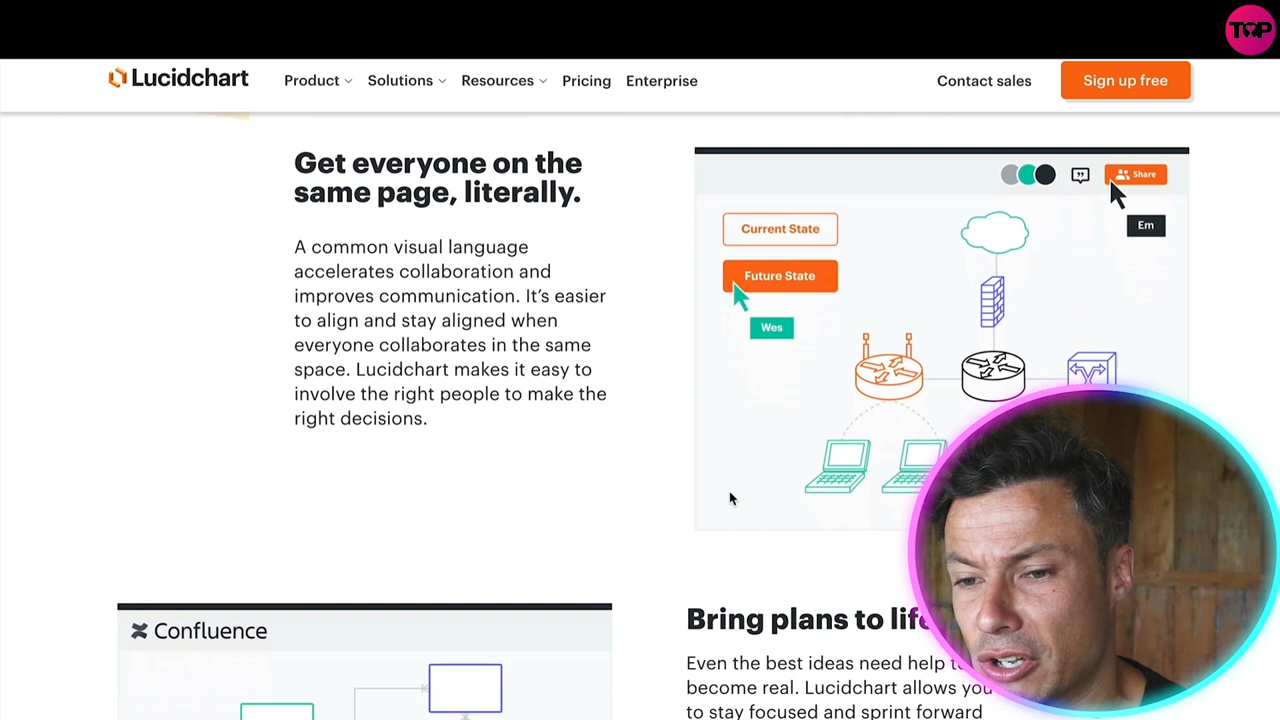 TOP
Lucidchart
Product
Solutions
Resources
Pricing
Enterprise
Contact sales
Sign up free
Get everyone on the
same page, literally.
A common visual language
accelerates collaboration and
improves communication. It's easier
to align and stay aligned when
everyone collaborates in the same
space. Lucidchart makes it easy to
involve the right people to make the
right decisions.
Share
Em
Current State
Future State
Wes
Confluence
Bring plans to life
Even the best ideas need help to
become real. Lucidchart allows you
to stay focused and sprint forward